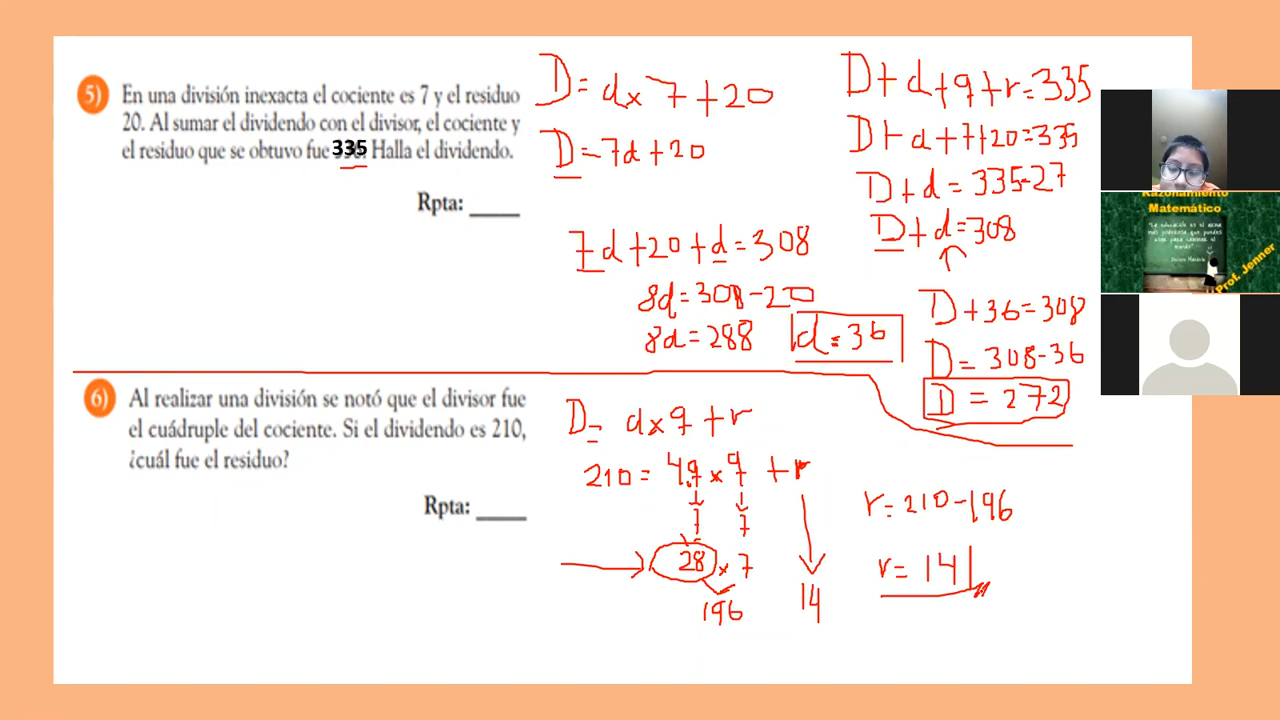 5)
En una división inexacta el cociente es 7 y el residuo
20. Al sumar el dividendo con el divisor, el cociente y
el residuo que se obtuvo fue 335 Halla el dividendo.
Rpta: ____
D = d x 7 + 20
D = 7d + 20
7d + 20 + d = 308
8d = 308 - 20
8d = 288
d = 36
D + d + q + r = 335
D + d + 7 + 20 = 335
D + d = 335 - 27
D + d = 308
D + 36 = 308
D = 308 - 36
D = 272
6)
Al realizar una división se notó que el divisor fue
el cuádruple del cociente. Si el dividendo es 210,
¿cuál fue el residuo?
Rpta: ____
D = d x q + r
210 = 4q x q + r
7 7
28 x 7
196 14
r = 210 - 196
r = 14
Razonamiento
Matemático
Prof. Jenner